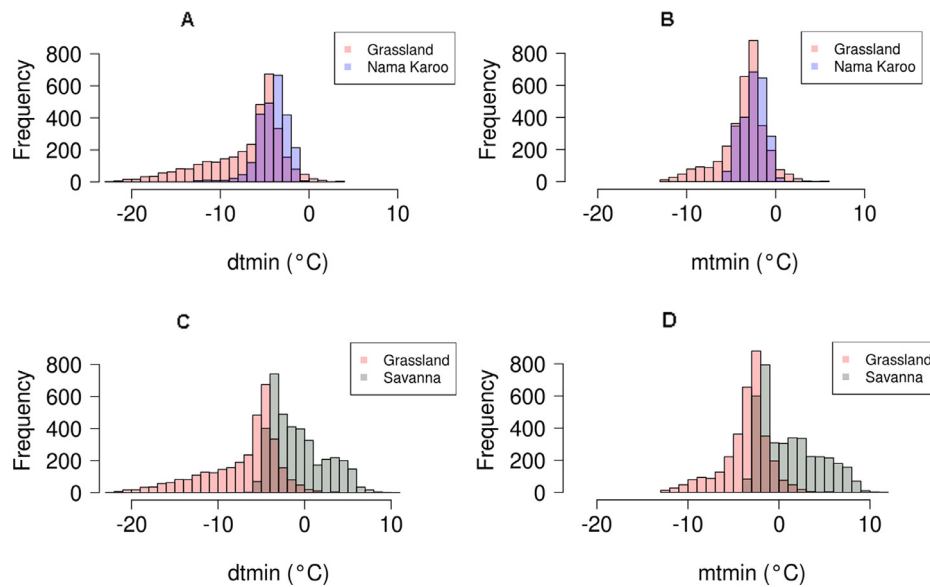 A
Grassland
Nama Karoo
Frequency
800
600
400
200
0
-20
-10
0
10
dtmin (°C)
B
Grassland
Nama Karoo
Frequency
800
600
400
200
0
-20
-10
0
10
mtmin (°C)
C
Grassland
Savanna
Frequency
800
600
400
200
0
-20
-10
0
10
dtmin (°C)
D
Grassland
Savanna
Frequency
800
600
400
200
0
-20
-10
0
10
mtmin (°C)